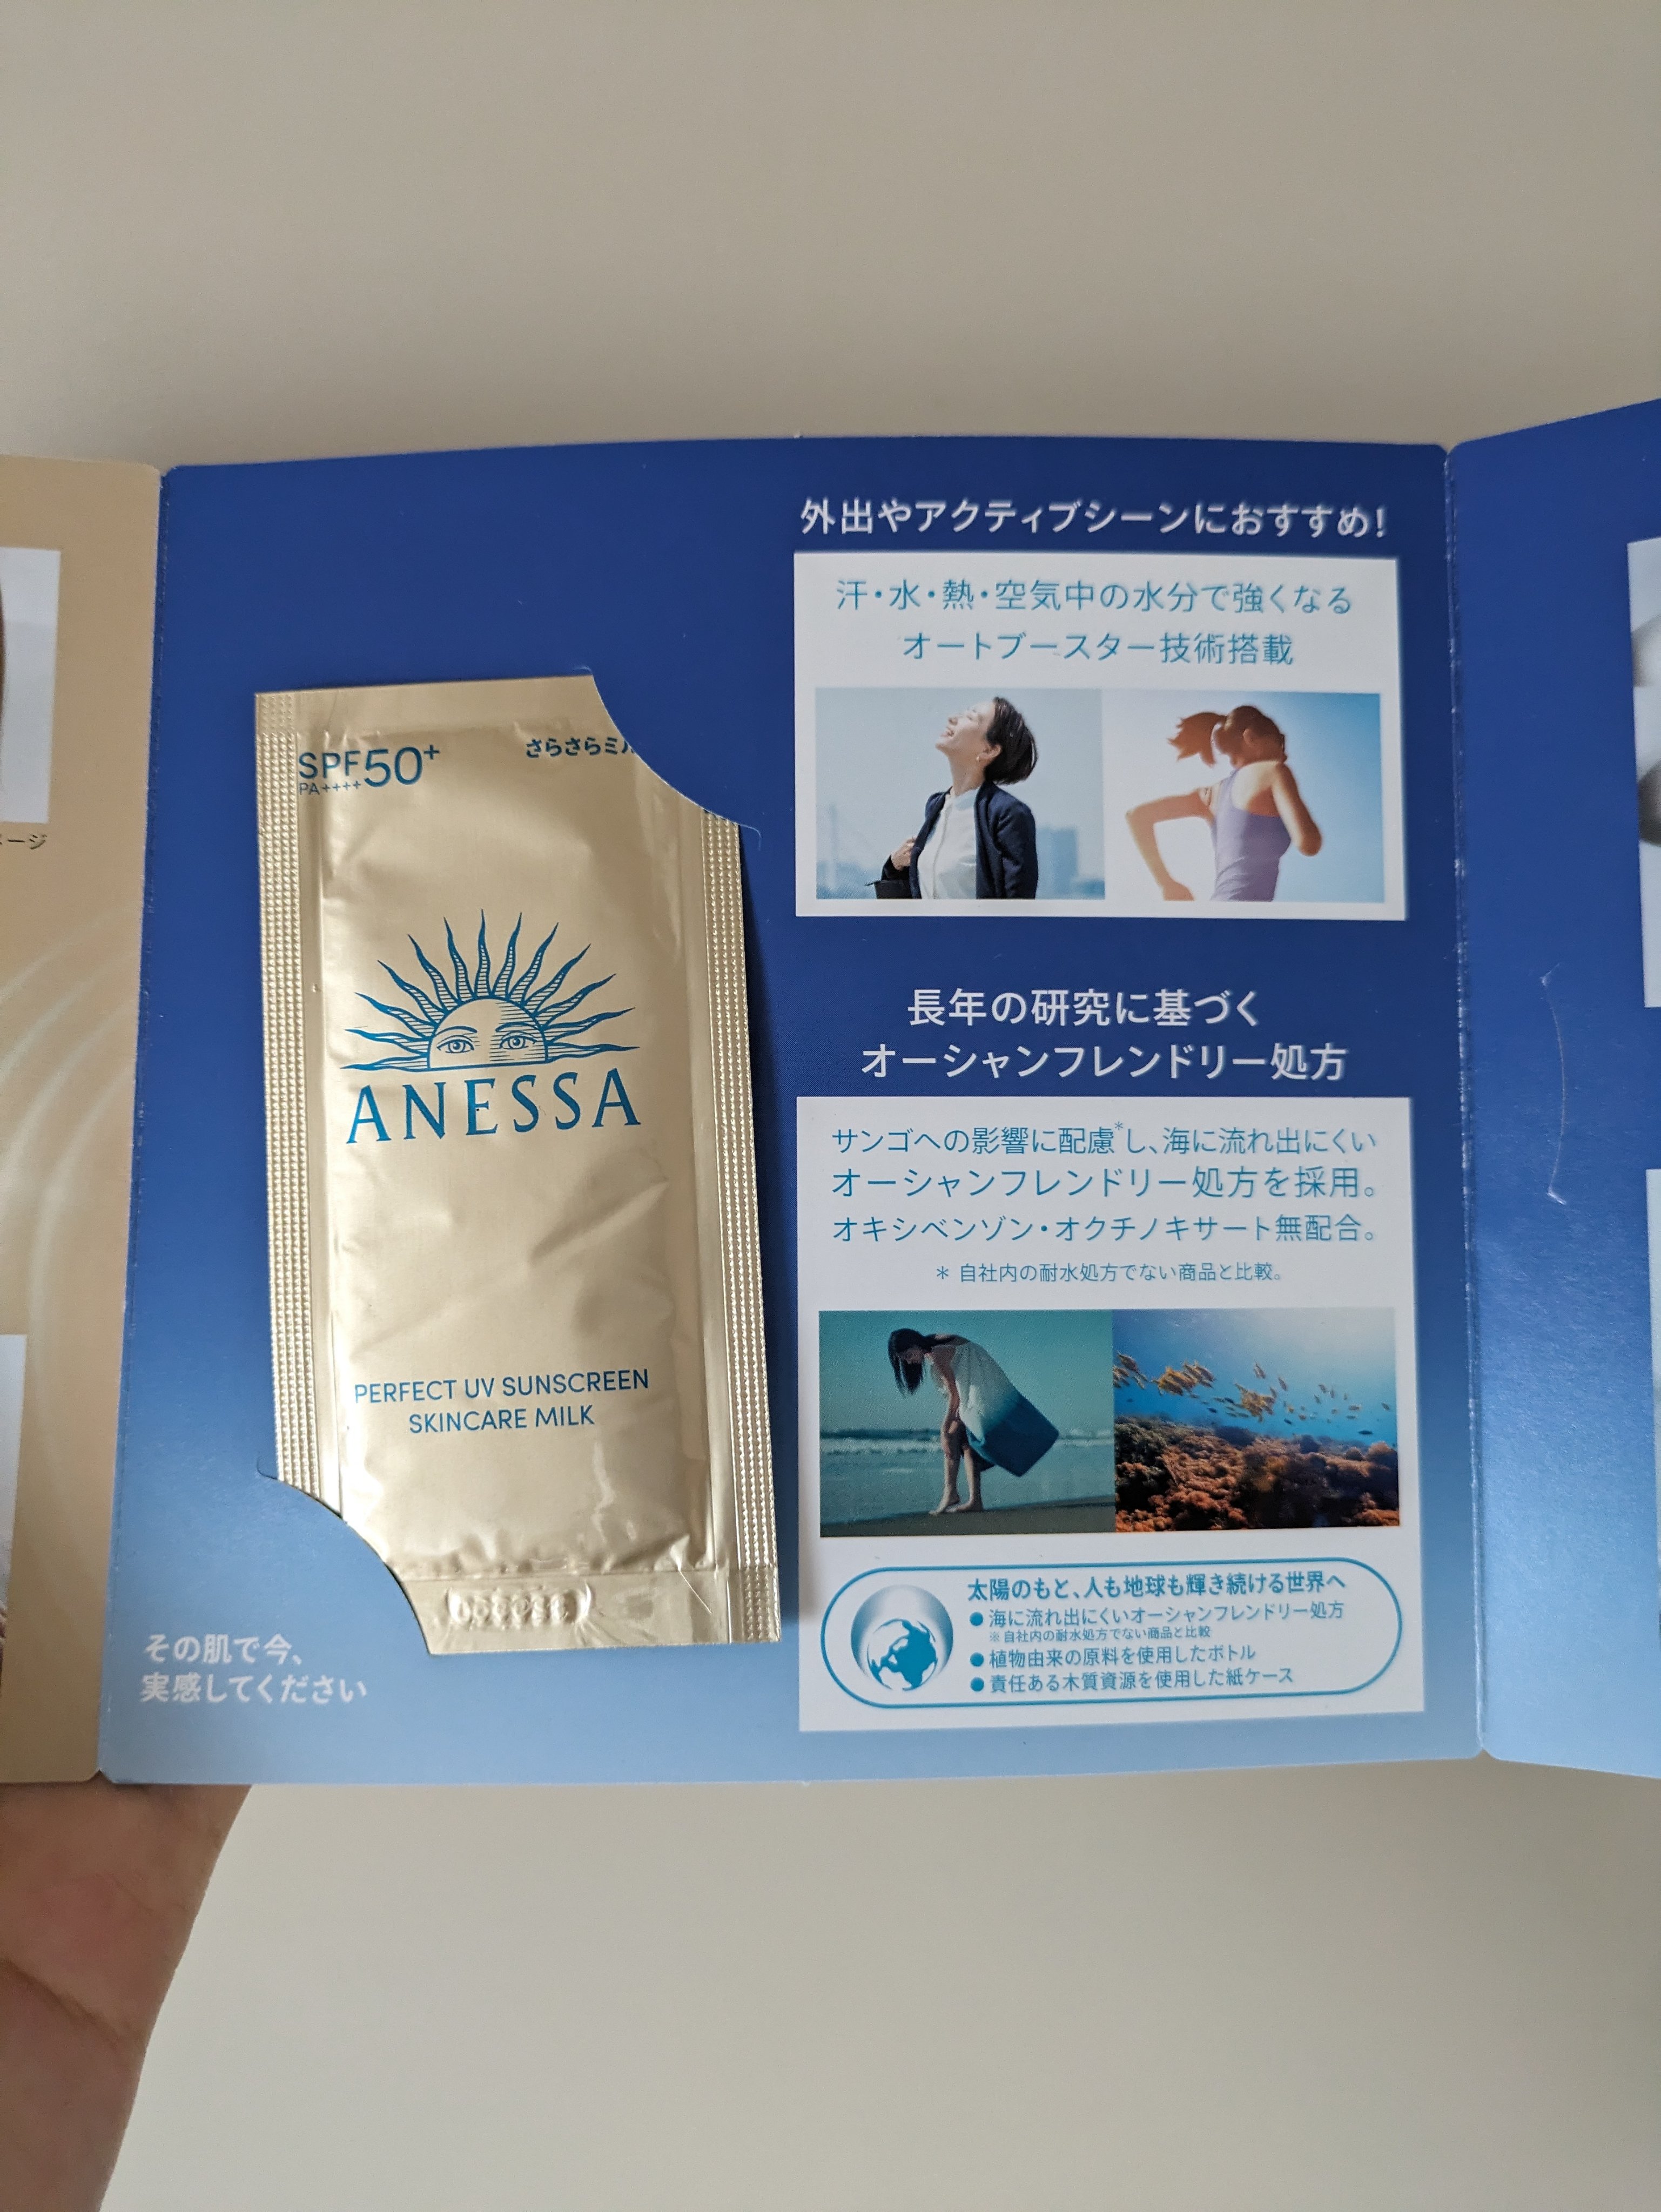 SPF50+
PA++++
さらさらミ
ANESSA
PERFECT UV SUNSCREEN
SKINCARE MILK
その肌で今、
実感してください
外出やアクティブシーンにおすすめ!
汗・水・熱・空気中の水分で強くなる
オートブースター技術搭載
長年の研究に基づく
オーシャンフレンドリー処方
サンゴへの影響に配慮*し、海に流れ出にくい
オーシャンフレンドリー処方を採用。
オキシベンゾン・オクチノキサート無配合。
＊ 自社内の耐水処方でない商品と比較。
太陽のもと、人も地球も輝き続ける世界へ
●海に流れ出にくいオーシャンフレンドリー処方
※自社内の耐水処方でない商品と比較
●植物由来の原料を使用したボトル
●責任ある木質資源を使用した紙ケース